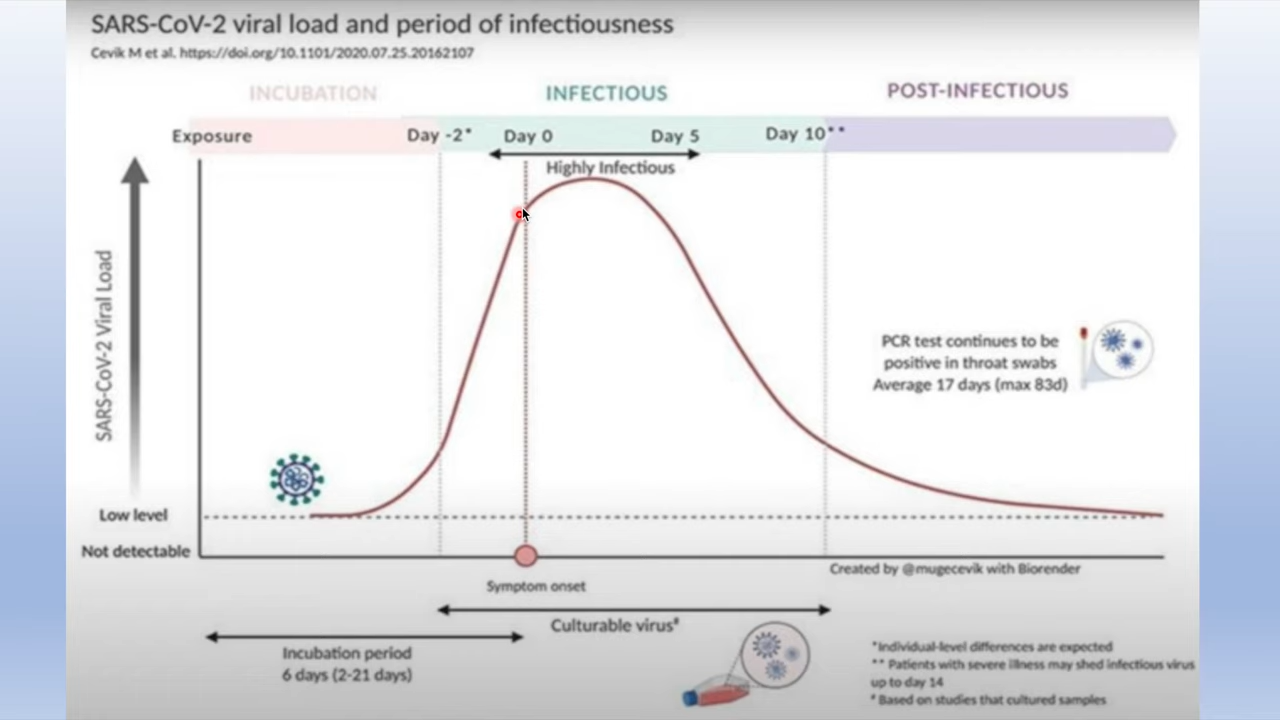 SARS-CoV-2 viral load and period of infectiousness
Cevik M et al. https://doi.org/10.1101/2020.07.25.20162107
INCUBATION
INFECTIOUS
POST-INFECTIOUS
Exposure
Day -2*
Day 0
Day 5
Day 10**
Highly Infectious
SARS-CoV-2 Viral Load
PCR test continues to be
positive in throat swabs
Average 17 days (max 83d)
Low level
Not detectable
Created by @mugecevik with Biorender
Symptom onset
Culturable virus#
Incubation period
6 days (2-21 days)
*Individual-level differences are expected
** Patients with severe illness may shed infectious virus
up to day 14
# Based on studies that cultured samples